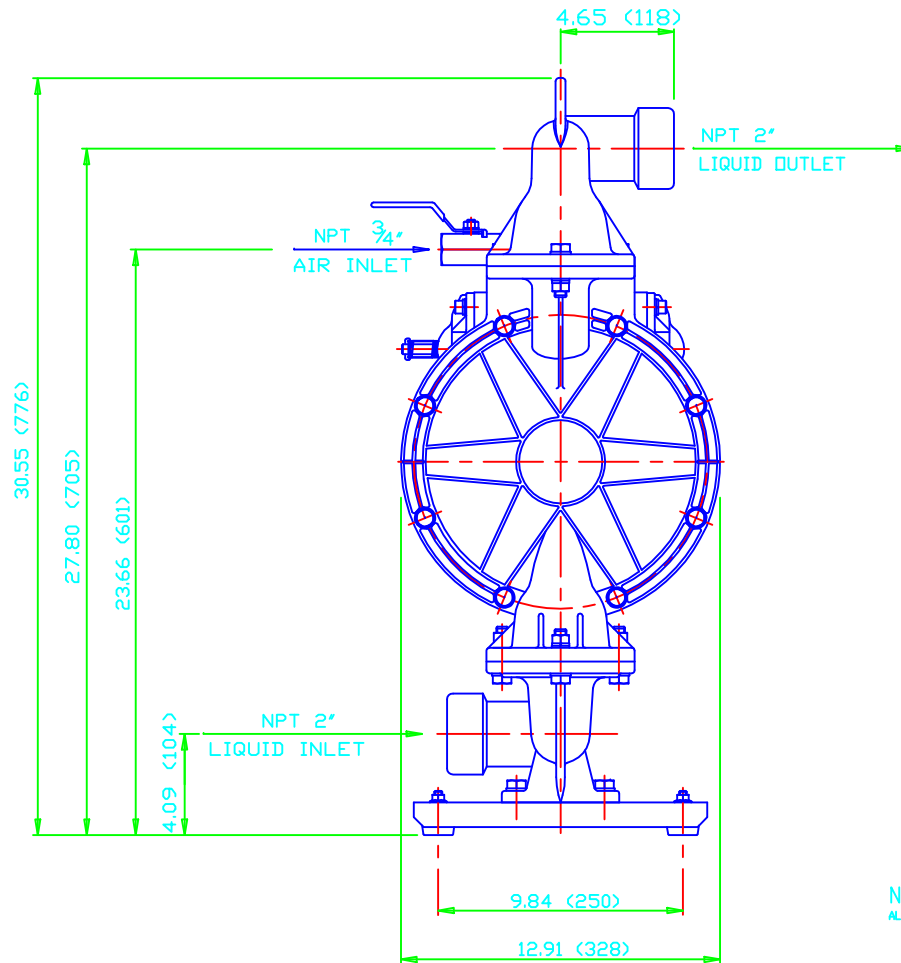 4.65 (118)
NPT 2"
LIQUID OUTLET
NPT 3/4"
AIR INLET
30.55 (776)
27.80 (705)
23.66 (601)
4.09 (104)
NPT 2"
LIQUID INLET
9.84 (250)
12.91 (328)
N
AL